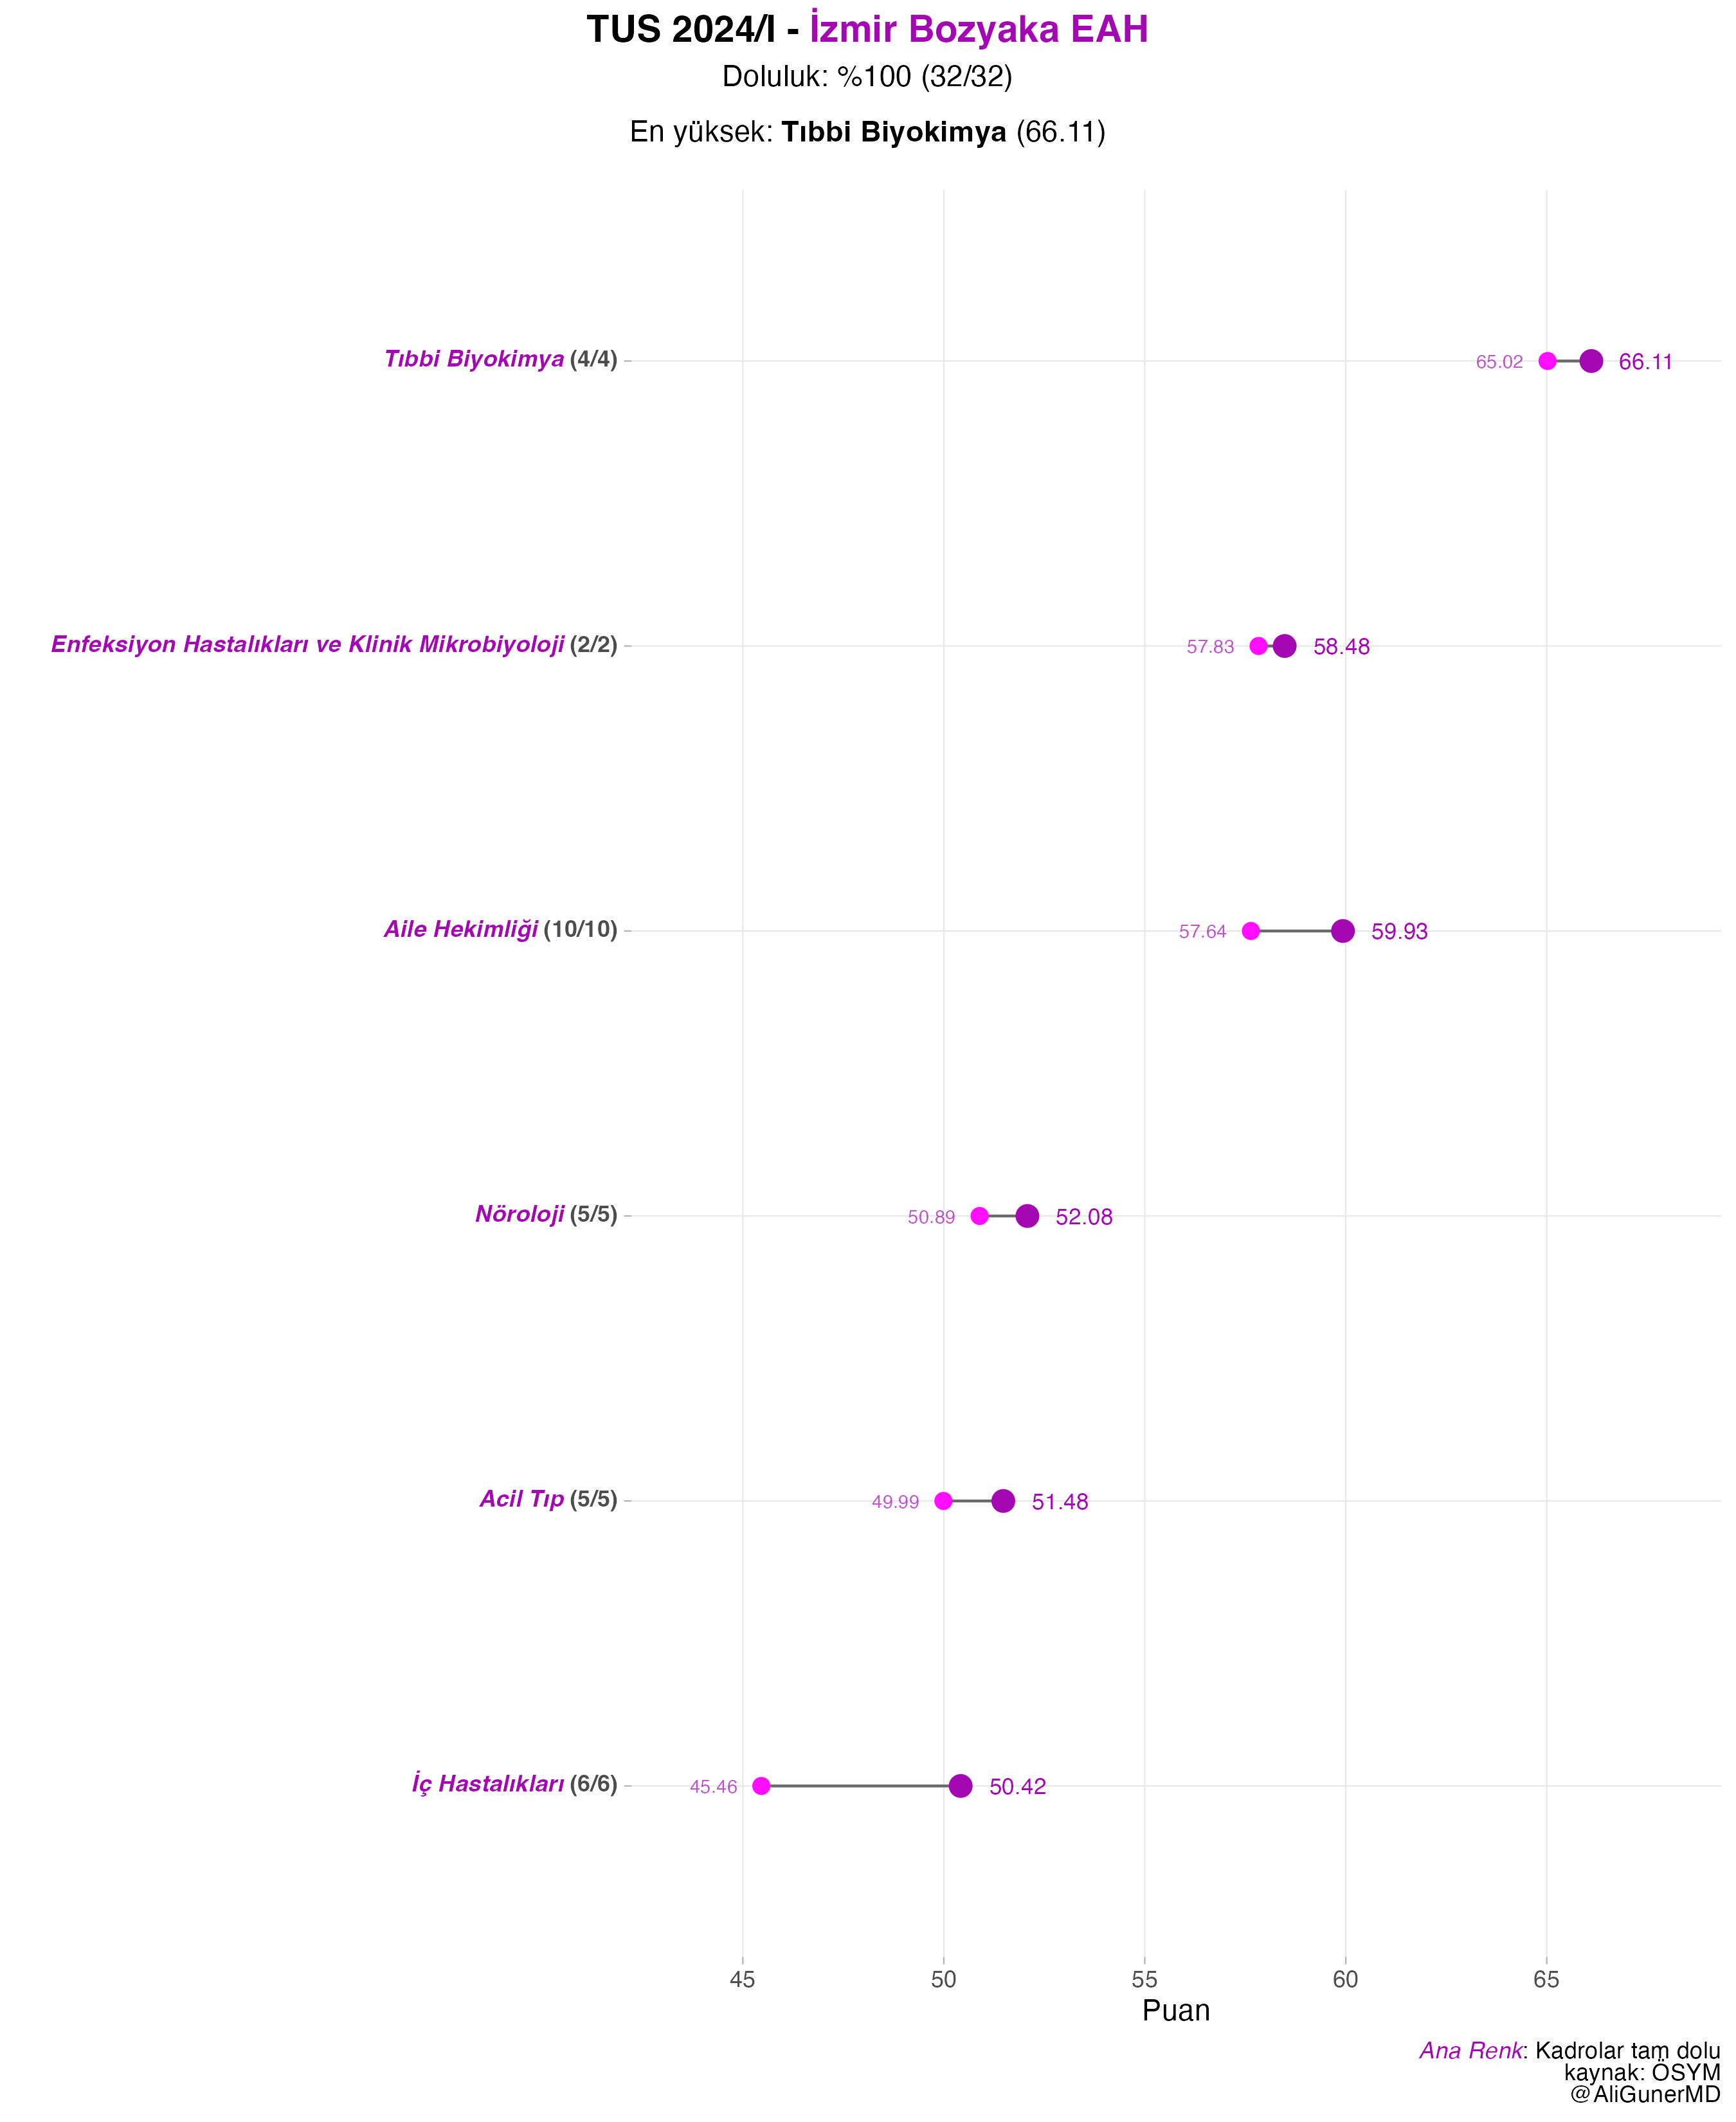 TUS 2024/I - İzmir Bozyaka EAH
Doluluk: %100 (32/32)
En yüksek: Tıbbi Biyokimya (66.11)
Tıbbi Biyokimya (4/4) 65.02 66.11
Enfeksiyon Hastalıkları ve Klinik Mikrobiyoloji (2/2) 57.83 58.48
Aile Hekimliği (10/10) 57.64 59.93
Nöroloji (5/5) 50.89 52.08
Acil Tıp (5/5) 49.99 51.48
İç Hastalıkları (6/6) 45.46 50.42
45 50 55 60 65
Puan
Ana Renk: Kadrolar tam dolu
kaynak: ÖSYM
@AliGunerMD